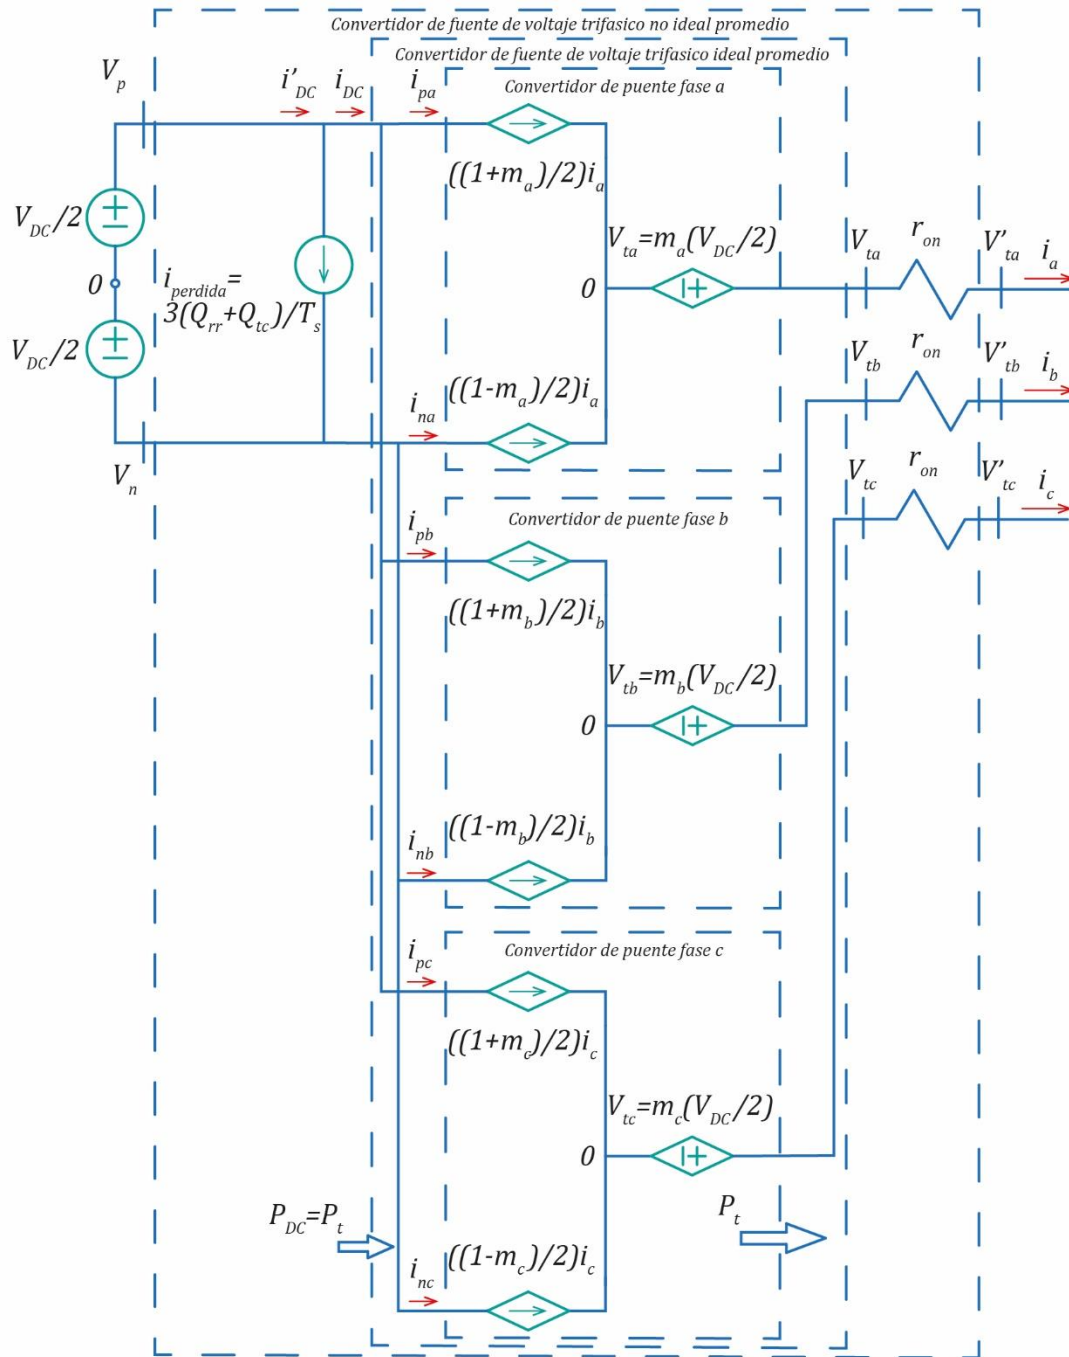 Convertidor de fuente de voltaje trifasico no ideal promedio
Convertidor de fuente de voltaje trifasico ideal promedio
Convertidor de puente fase a
V_p
i'_DC
i_DC
i_pa
((1+m_a)/2)i_a
V_DC/2
0
V_DC/2
i_perdida=
3(Q_rr+Q_tc)/T_s
V_ta=m_a(V_DC/2)
0
V_ta
r_on
V'_ta
i_a
V_tb
r_on
V'_tb
i_b
((1-m_a)/2)i_a
i_na
V_n
V_tc
r_on
V'_tc
i_c
Convertidor de puente fase b
i_pb
((1+m_b)/2)i_b
V_tb=m_b(V_DC/2)
0
((1-m_b)/2)i_b
i_nb
Convertidor de puente fase c
i_pc
((1+m_c)/2)i_c
V_tc=m_c(V_DC/2)
0
P_DC=P_t
P_t
((1-m_c)/2)i_c
i_nc